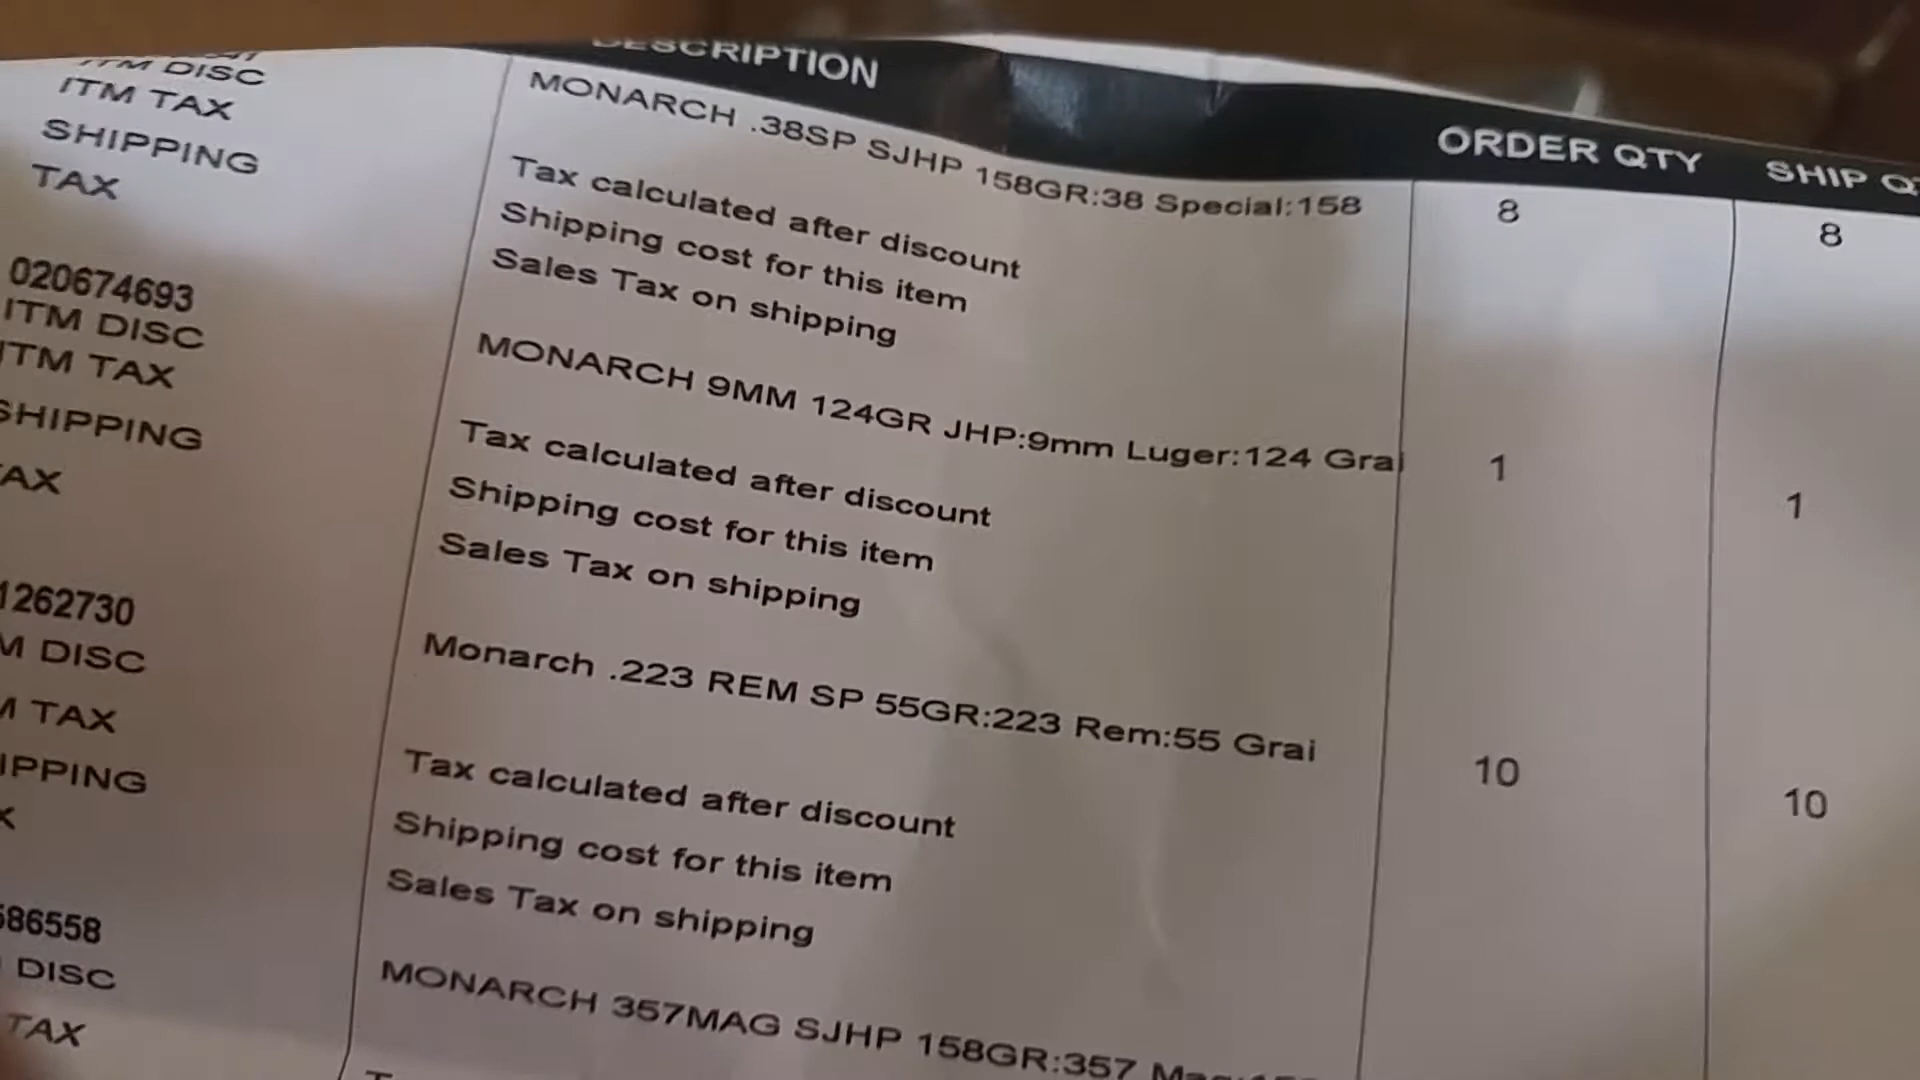 DESCRIPTION
ORDER QTY
SHIP
ITM DISC
ITM TAX
SHIPPING
TAX
MONARCH .38SP SJHP 158GR:38 Special:158
8
8
Tax calculated after discount
Shipping cost for this item
Sales Tax on shipping
020674693
ITM DISC
ITM TAX
SHIPPING
AX
MONARCH 9MM 124GR JHP:9mm Luger:124 Grai
1
1
Tax calculated after discount
Shipping cost for this item
Sales Tax on shipping
1262730
M DISC
M TAX
IPPING
X
Monarch .223 REM SP 55GR:223 Rem:55 Grai
10
10
Tax calculated after discount
Shipping cost for this item
Sales Tax on shipping
586558
DISC
TAX
MONARCH 357MAG SJHP 158GR:357